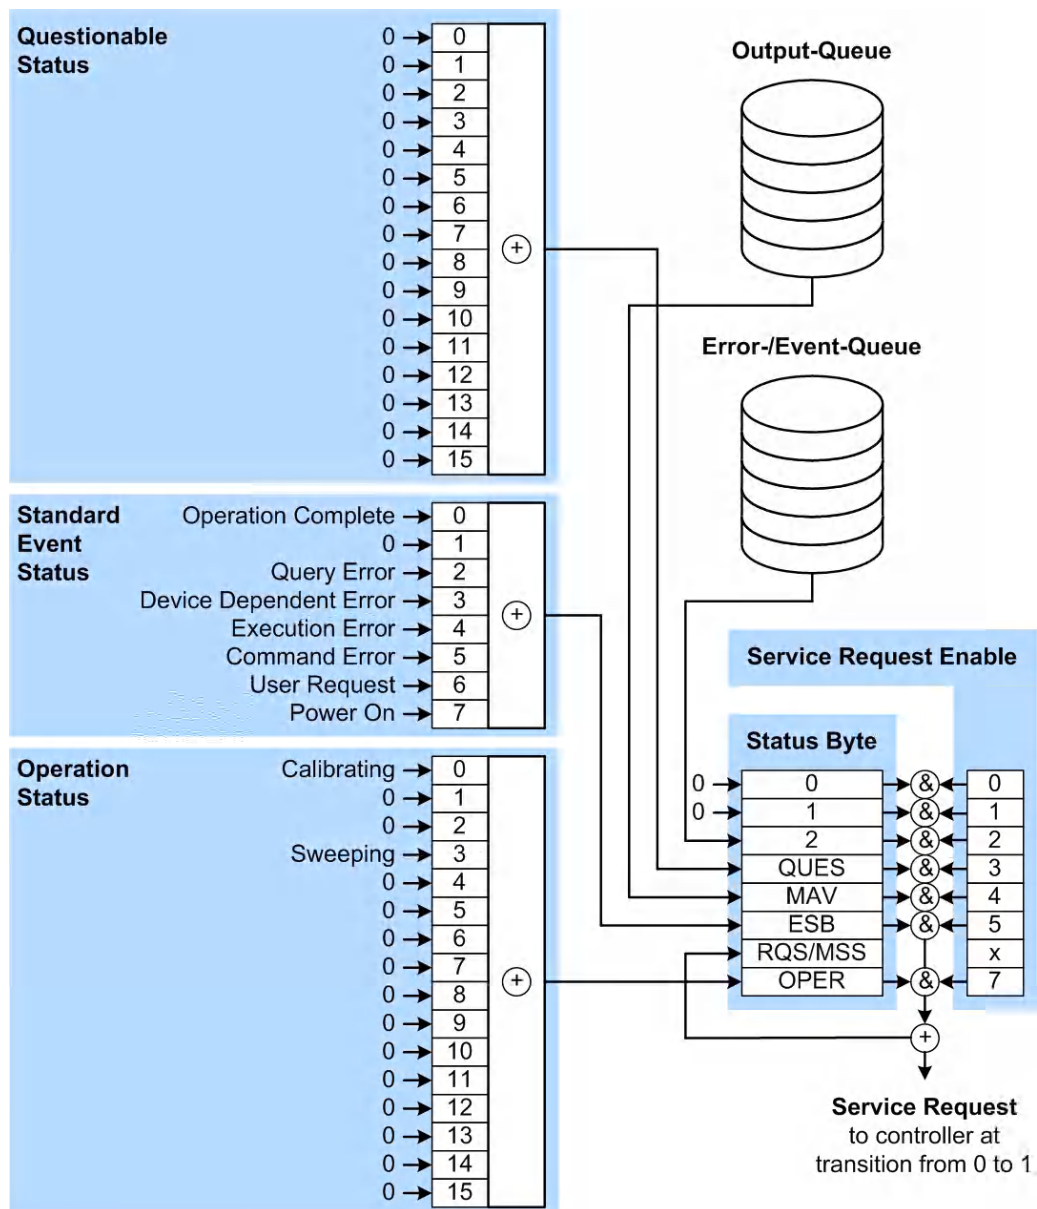 Questionable
Status
0 0
0 1
0 2
0 3
0 4
0 5
0 6
0 7
0 8
0 9
0 10
0 11
0 12
0 13
0 14
0 15
+
Output-Queue
Error-/Event-Queue
Standard
Event
Status
Operation Complete 0
0 1
Query Error 2
Device Dependent Error 3
Execution Error 4
Command Error 5
User Request 6
Power On 7
+
Operation
Status
Calibrating 0
0 1
0 2
Sweeping 3
0 4
0 5
0 6
0 7
0 8
0 9
0 10
0 11
0 12
0 13
0 14
0 15
+
Service Request Enable
Status Byte
0 0 & 0
0 1 & 1
2 & 2
QUES & 3
MAV & 4
ESB & 5
RQS/MSS x
OPER & 7
+
Service Request
to controller at
transition from 0 to 1